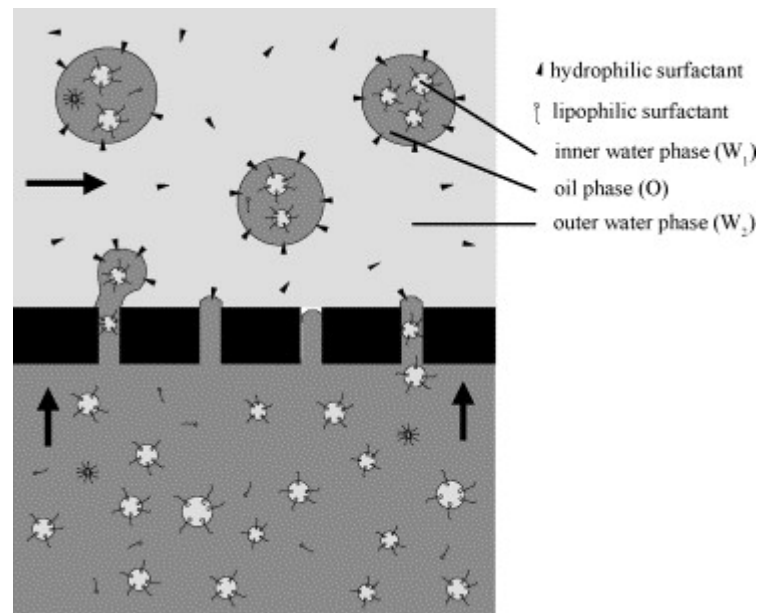 hydrophilic surfactant
lipophilic surfactant
inner water phase (W₁)
oil phase (O)
outer water phase (W₂)